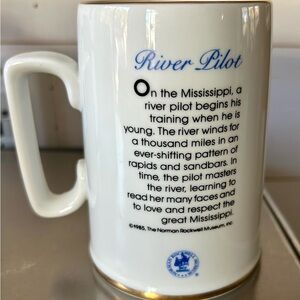 River Pilot
On the Mississippi, a
river pilot begins his
training when he is
young. The river winds for
a thousand miles in an
ever-shifting pattern of
rapids and sandbars. In
time, the pilot masters
the river, learning to
read her many faces and
to love and respect the
great Mississippi.
©1985, The Norman Rockwell Museum, Inc.